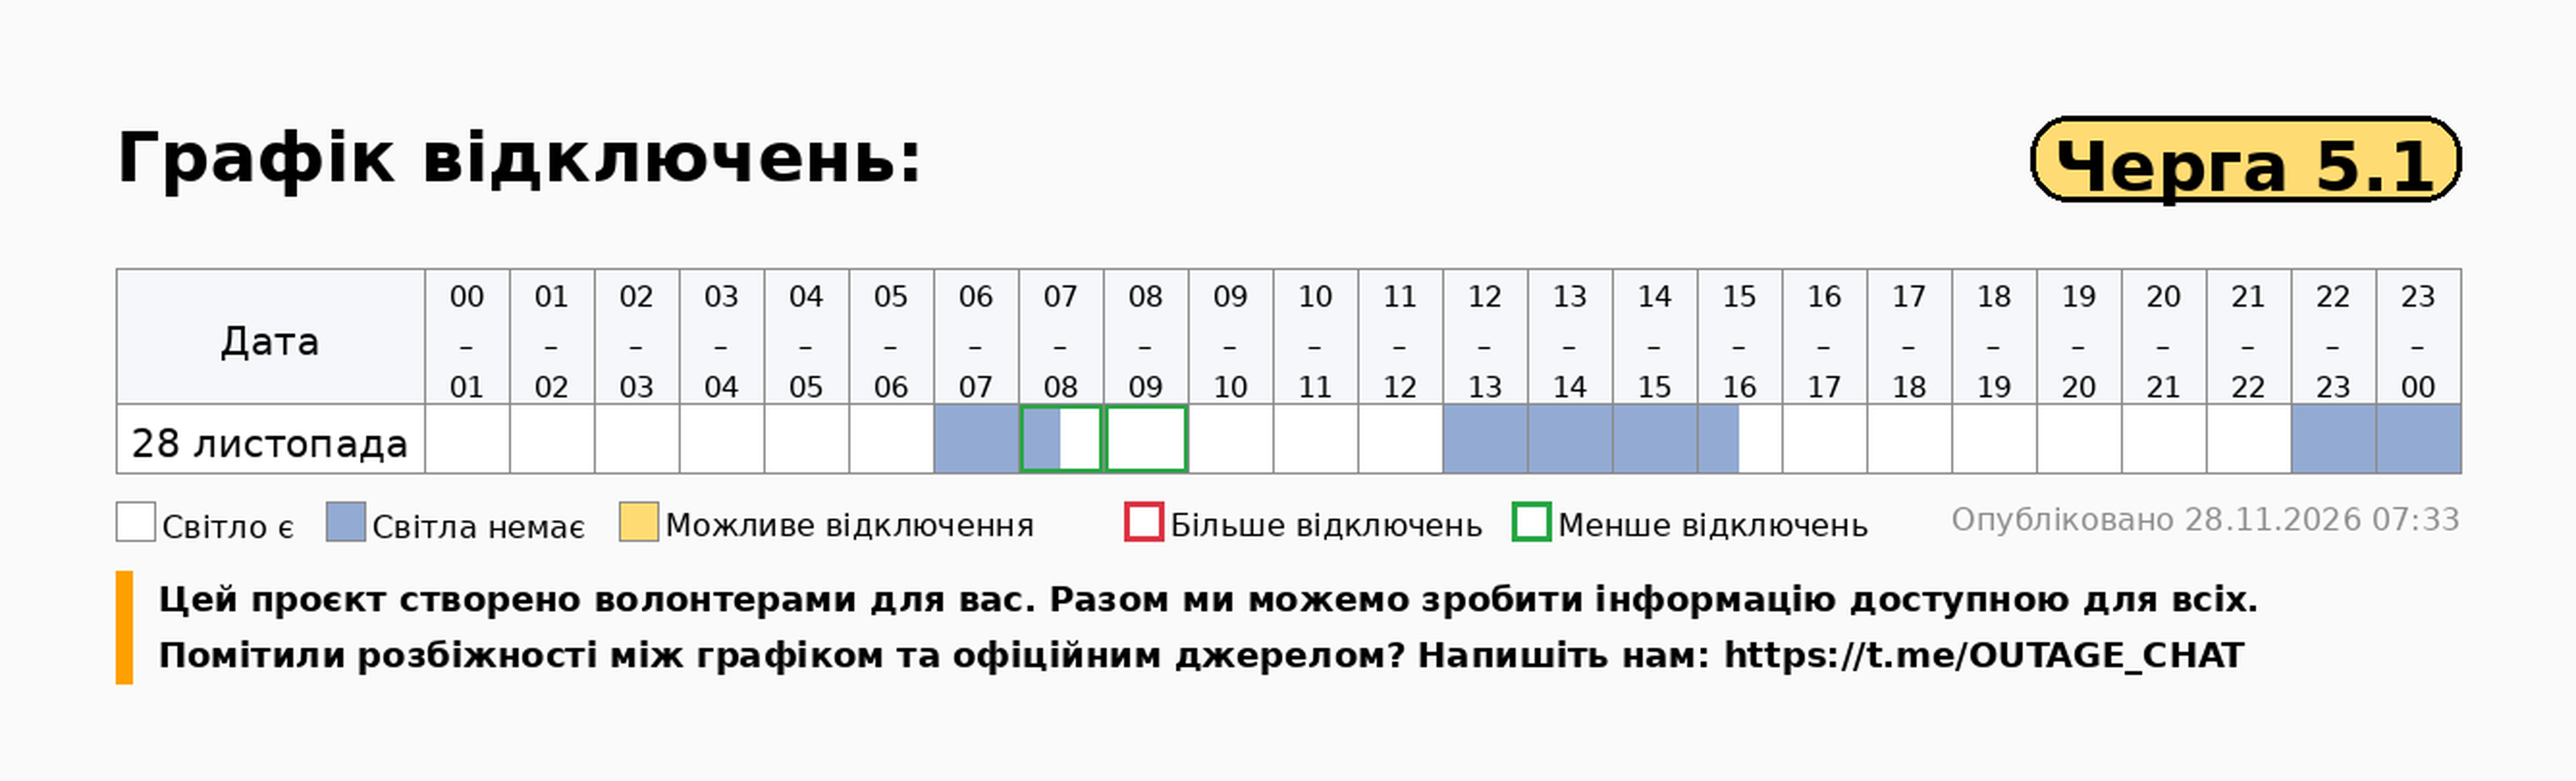 Графік відключень:
Черга 5.1
Дата
00 – 01
01 – 02
02 – 03
03 – 04
04 – 05
05 – 06
06 – 07
07 – 08
08 – 09
09 – 10
10 – 11
11 – 12
12 – 13
13 – 14
14 – 15
15 – 16
16 – 17
17 – 18
18 – 19
19 – 20
20 – 21
21 – 22
22 – 23
23 – 00
28 листопада
Світло є
Світла немає
Можливе відключення
Більше відключень
Менше відключень
Опубліковано 28.11.2026 07:33
Цей проєкт створено волонтерами для вас. Разом ми можемо зробити інформацію доступною для всіх.
Помітили розбіжності між графіком та офіційним джерелом? Напишіть нам: https://t.me/OUTAGE_CHAT